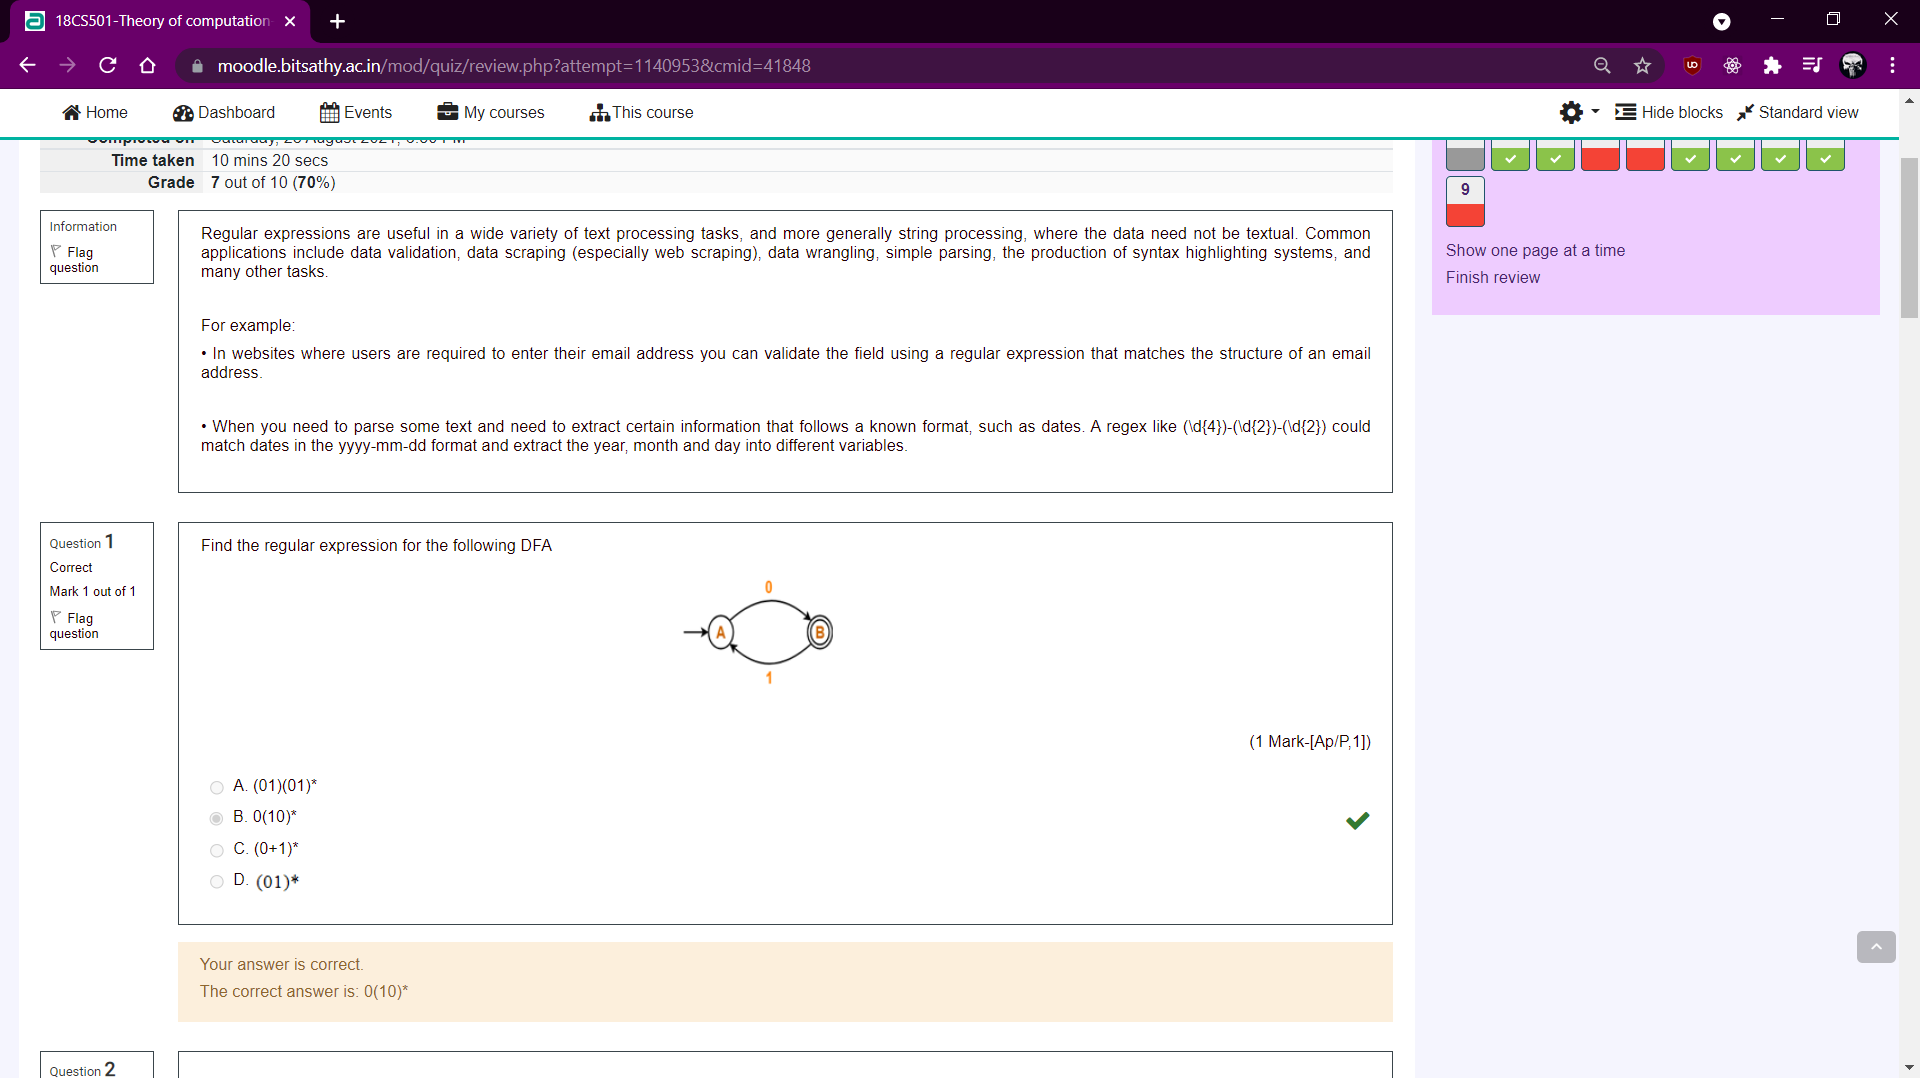 18CS501-Theory of computation
moodle.bitsathy.ac.in/mod/quiz/review.php?attempt=1140953&cmid=41848
Home Dashboard Events My courses This course Hide blocks Standard view
Time taken 10 mins 20 secs
Grade 7 out of 10 (70%)
9
Show one page at a time
Finish review
Information
Flag
question
Regular expressions are useful in a wide variety of text processing tasks, and more generally string processing, where the data need not be textual. Common
applications include data validation, data scraping (especially web scraping), data wrangling, simple parsing, the production of syntax highlighting systems, and
many other tasks.
For example:
• In websites where users are required to enter their email address you can validate the field using a regular expression that matches the structure of an email
address.
• When you need to parse some text and need to extract certain information that follows a known format, such as dates. A regex like (\d{4})-(\d{2})-(\d{2}) could
match dates in the yyyy-mm-dd format and extract the year, month and day into different variables.
Question 1
Correct
Mark 1 out of 1
Flag
question
Find the regular expression for the following DFA
0
A B
1
(1 Mark-[Ap/P,1])
A. (01)(01)*
B. 0(10)*
C. (0+1)*
D. (01)*
Your answer is correct.
The correct answer is: 0(10)*
Question 2